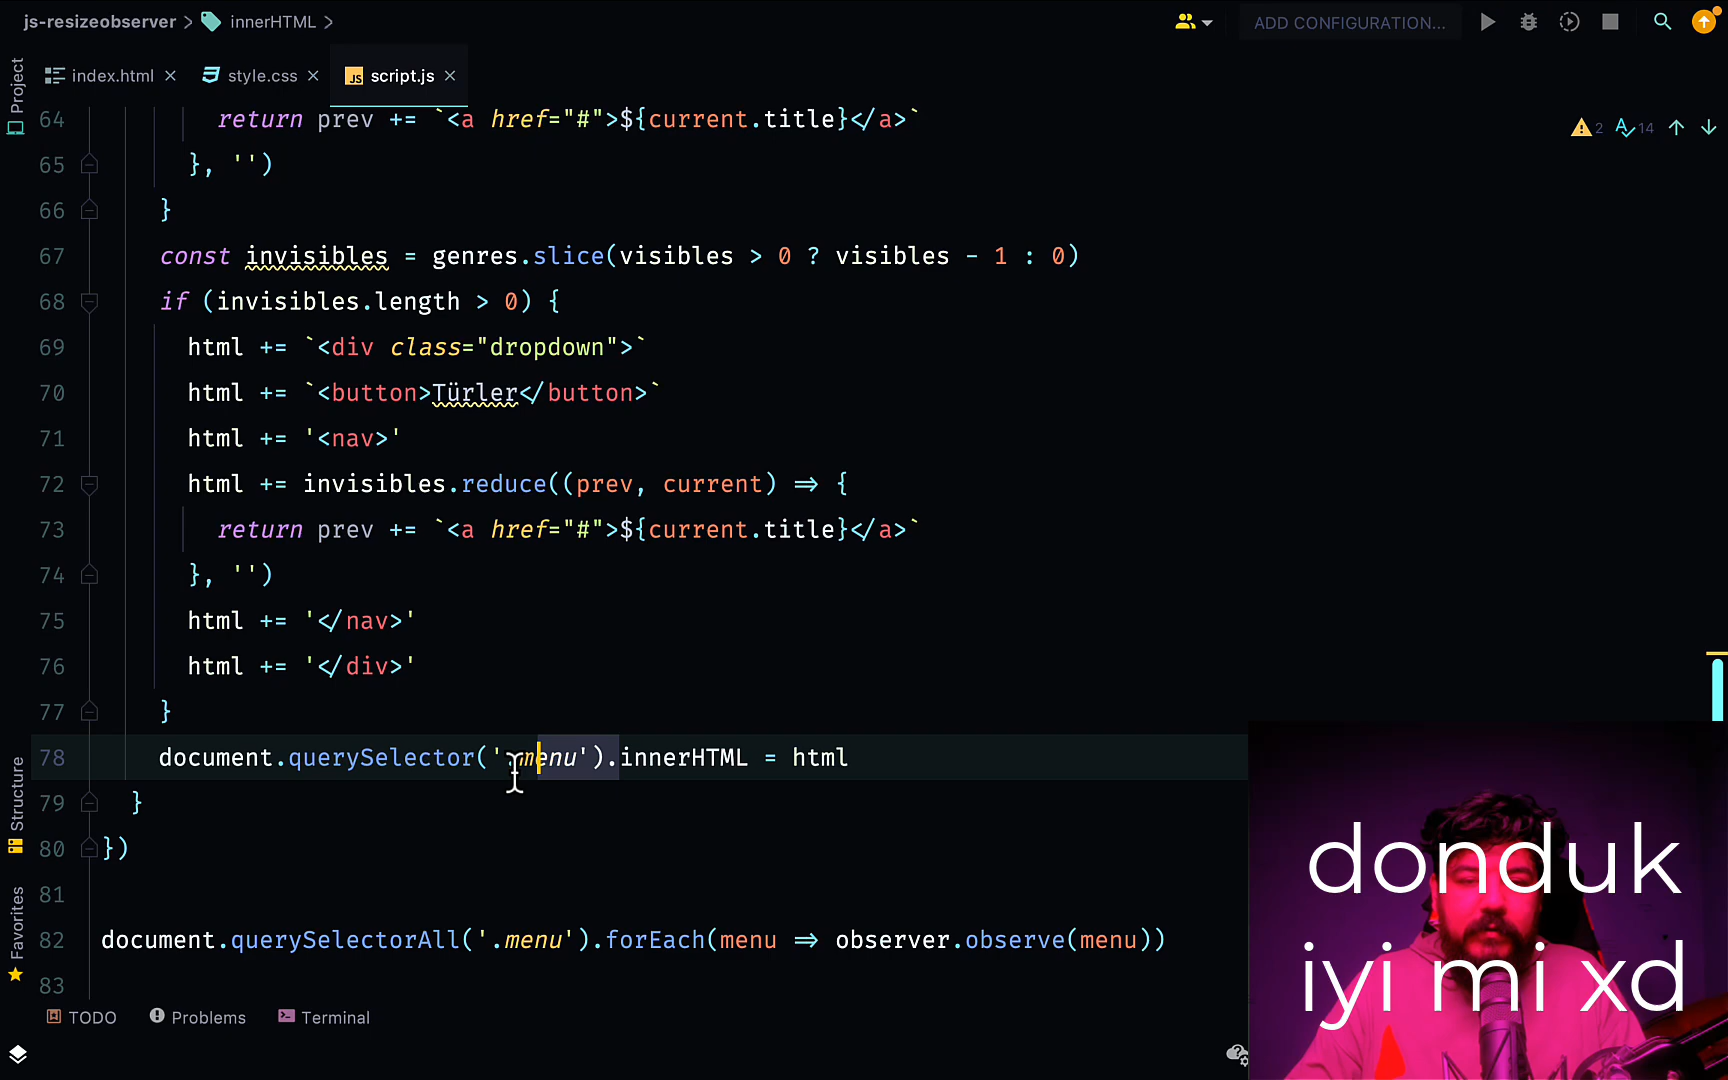 js-resizeobserver > innerHTML >
ADD CONFIGURATION...
index.html
style.css
JS script.js
Project
2 14
64 return prev += `<a href="#">${current.title}</a>`
65 }, '')
66 }
67 const invisibles = genres.slice(visibles > 0 ? visibles - 1 : 0)
68 if (invisibles.length > 0) {
69 html += `<div class="dropdown">`
70 html += `<button>Türler</button>`
71 html += '<nav>'
72 html += invisibles.reduce((prev, current) => {
73 return prev += `<a href="#">${current.title}</a>`
74 }, '')
75 html += '</nav>'
76 html += '</div>'
77 }
78 document.querySelector('.menu').innerHTML = html
79 }
80 })
81
82 document.querySelectorAll('.menu').forEach(menu => observer.observe(menu))
83
Structure
Favorites
TODO Problems Terminal
donduk
iyi mi xd